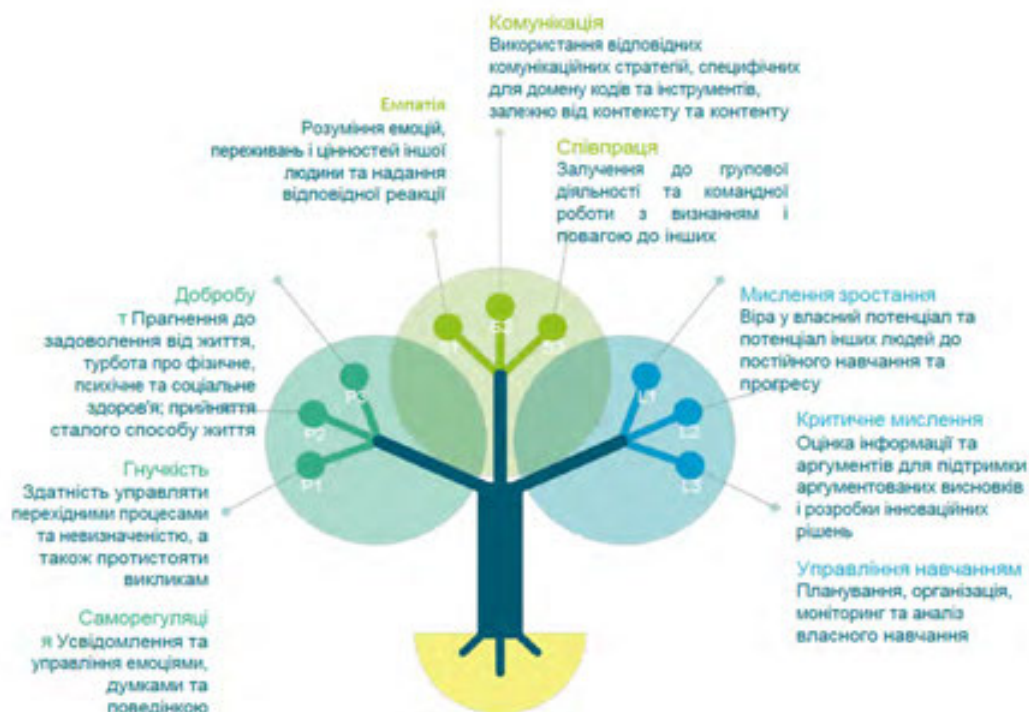 Комунікація
Використання відповідних
комунікаційних стратегій, специфічних
для домену кодів та інструментів,
залежно від контексту та контенту
Емпатія
Розуміння емоцій,
переживань і цінностей іншої
людини та надання
відповідної реакції
Співпраця
Залучення до групової
діяльності та командної
роботи з визнанням і
повагою до інших
Добробу
т Прагнення до
задоволення від життя,
турбота про фізичне,
психічне та соціальне
здоров'я; прийняття
сталого способу життя
Гнучкість
Здатність управляти
перехідними процесами
та невизначеністю, а
також протистояти
викликам
Саморегуляці
я Усвідомлення та
управління емоціями,
думками та
поведінкою
S2
P3
P2
P1
L1
L2
L3
Мислення зростання
Віра у власний потенціал та
потенціал інших людей до
постійного навчання та
прогресу
Критичне мислення
Оцінка інформації та
аргументів для підтримки
аргументованих висновків
і розробки інноваційних
рішень
Управління навчанням
Планування, організація,
моніторинг та аналіз
власного навчання